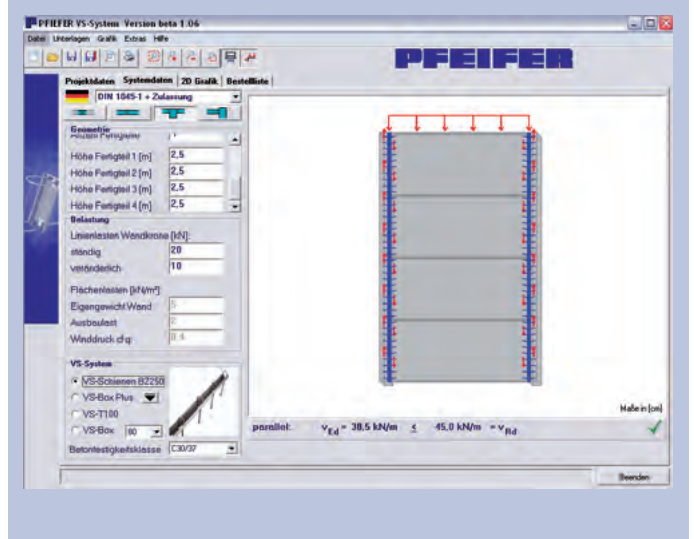 PFEIFER VS-System Version beta 1.06
Datei Unterlagen Grafik Extras Hilfe
PFEIFER
Projektdaten Systemdaten 2D Grafik Bestellliste
DIN 1045-1 + Zulassung
Geometrie
Höhe Fertigteil 1 [m] 2,5
Höhe Fertigteil 2 [m] 2,5
Höhe Fertigteil 3 [m] 2,5
Höhe Fertigteil 4 [m] 2,5
Belastung
Linienlasten Wandkrone [kN]:
ständig 20
veränderlich 10
Flächenlasten [kN/m²]:
Eigengewicht Wand 5
Ausbaulast 2
Winddruck cf·q 0,4
VS-System
VS-Schienen BZ250
VS-Box Plus
VS-T100
VS-Box 80
Betonfestigkeitsklasse C30/37
Maße in [cm]
parallel: vEd = 38,5 kN/m ≤ 45,0 kN/m = vRd
Beenden